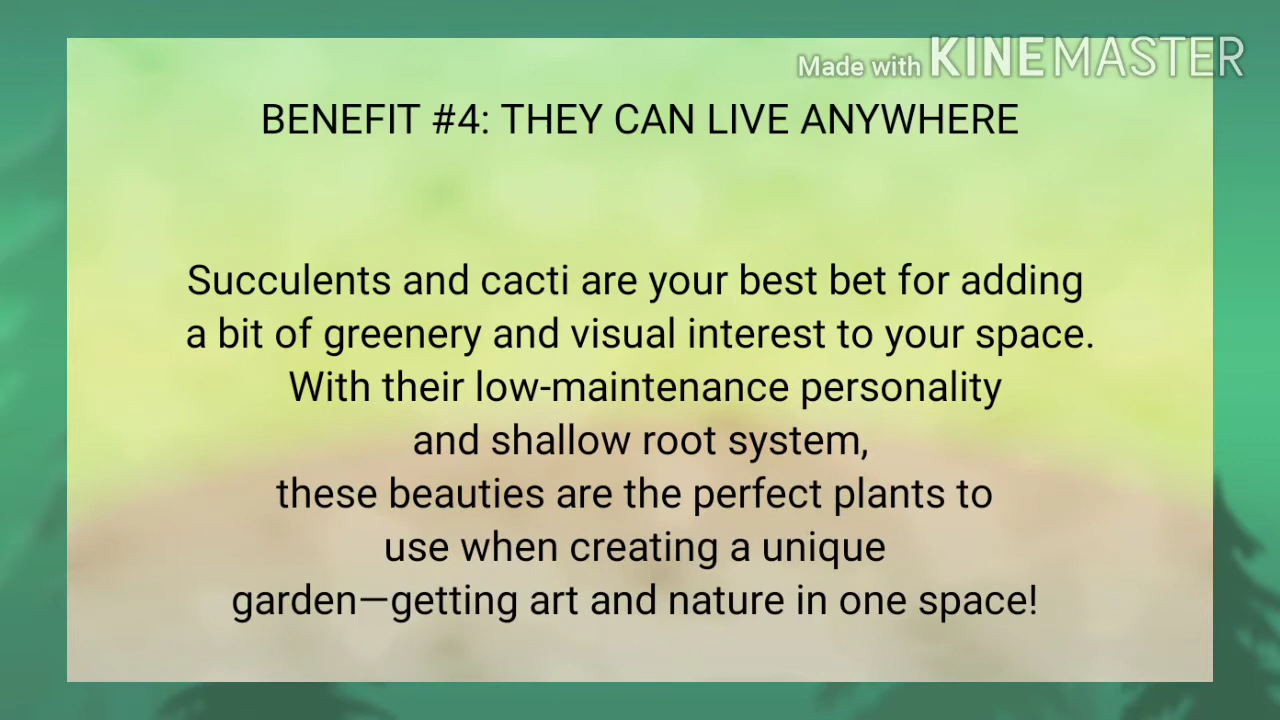 Made with KINEMASTER
BENEFIT #4: THEY CAN LIVE ANYWHERE
Succulents and cacti are your best bet for adding
a bit of greenery and visual interest to your space.
With their low-maintenance personality
and shallow root system,
these beauties are the perfect plants to
use when creating a unique
garden—getting art and nature in one space!